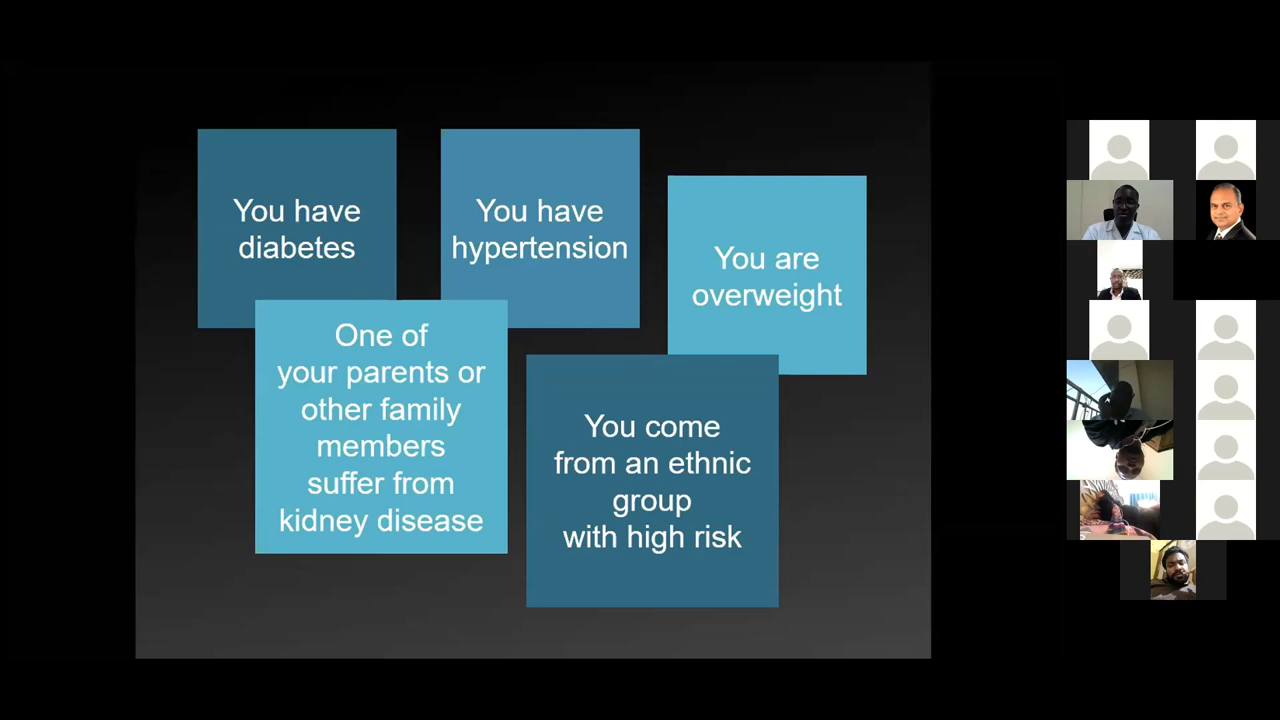 You have
diabetes
You have
hypertension
You are
overweight
One of
your parents or
other family
members
suffer from
kidney disease
You come
from an ethnic
group
with high risk